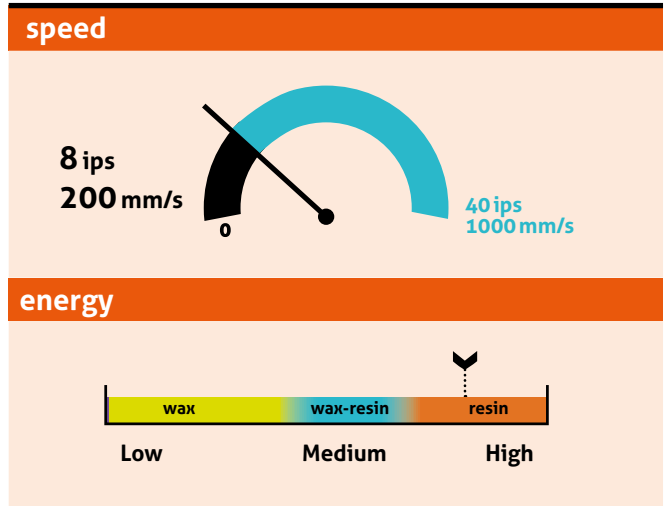 speed
8 ips
200 mm/s
0
40 ips
1000 mm/s
energy
wax
wax-resin
resin
Low
Medium
High